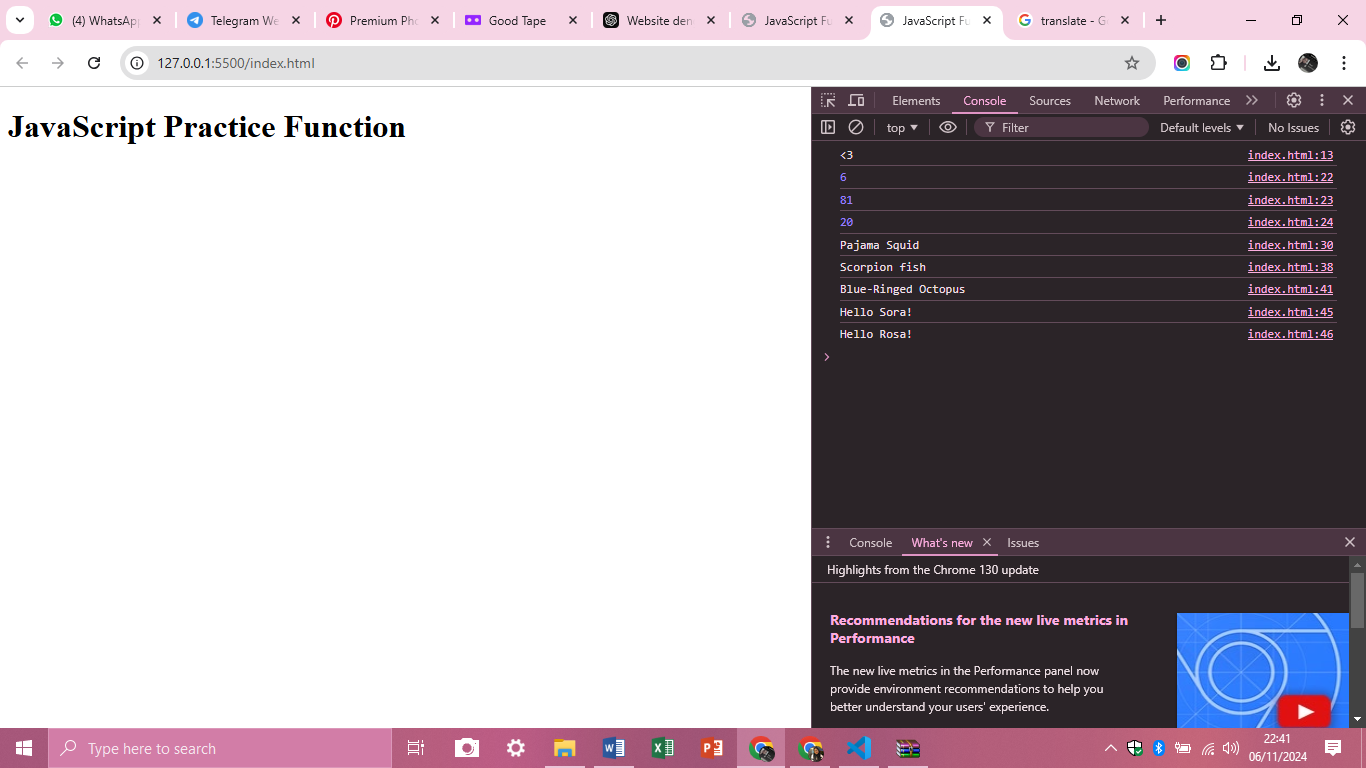 (4) WhatsApp
Telegram We
Premium Pho
Good Tape
Website den
JavaScript Fu
JavaScript Fu
translate - G
127.0.0.1:5500/index.html
JavaScript Practice Function
Elements
Console
Sources
Network
Performance
top
Filter
Default levels
No Issues
<3 index.html:13
6 index.html:22
81 index.html:23
20 index.html:24
Pajama Squid index.html:30
Scorpion fish index.html:38
Blue-Ringed Octopus index.html:41
Hello Sora! index.html:45
Hello Rosa! index.html:46
Console
What's new
Issues
Highlights from the Chrome 130 update
Recommendations for the new live metrics in
Performance
The new live metrics in the Performance panel now
provide environment recommendations to help you
better understand your users' experience.
Type here to search
22:41
06/11/2024